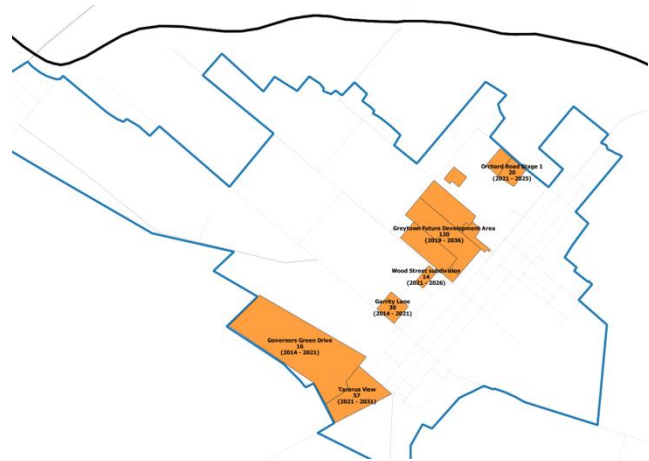 Orchard Road Stage 1
20
(2021 - 2025)
Greytown Future Development Area
120
(2019 - 2036)
Wood Street subdivision
14
(2021 - 2026)
Garrity Lane
30
(2014 - 2021)
Governors Green Drive
16
(2014 - 2021)
Tararua View
57
(2021 - 2031)